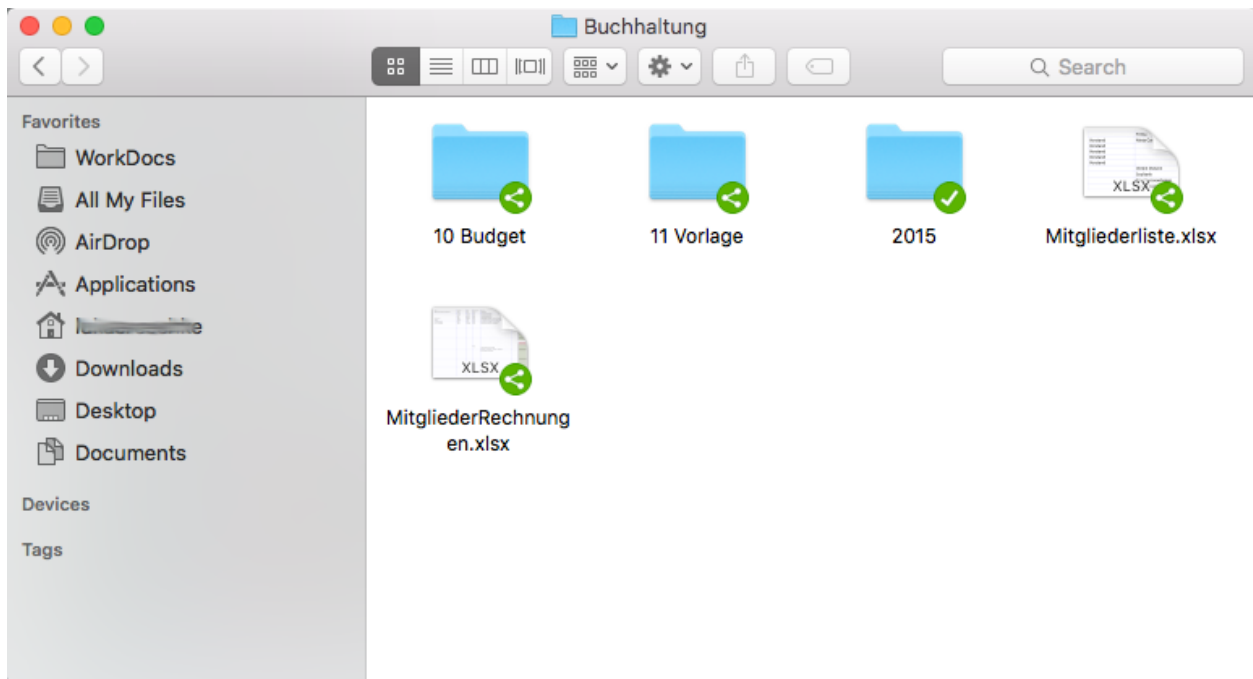 Buchhaltung
Search
Favorites
WorkDocs
All My Files
AirDrop
Applications
Downloads
Desktop
Documents
Devices
Tags
10 Budget
11 Vorlage
2015
XLSX
Mitgliederliste.xlsx
XLSX
MitgliederRechnung
en.xlsx